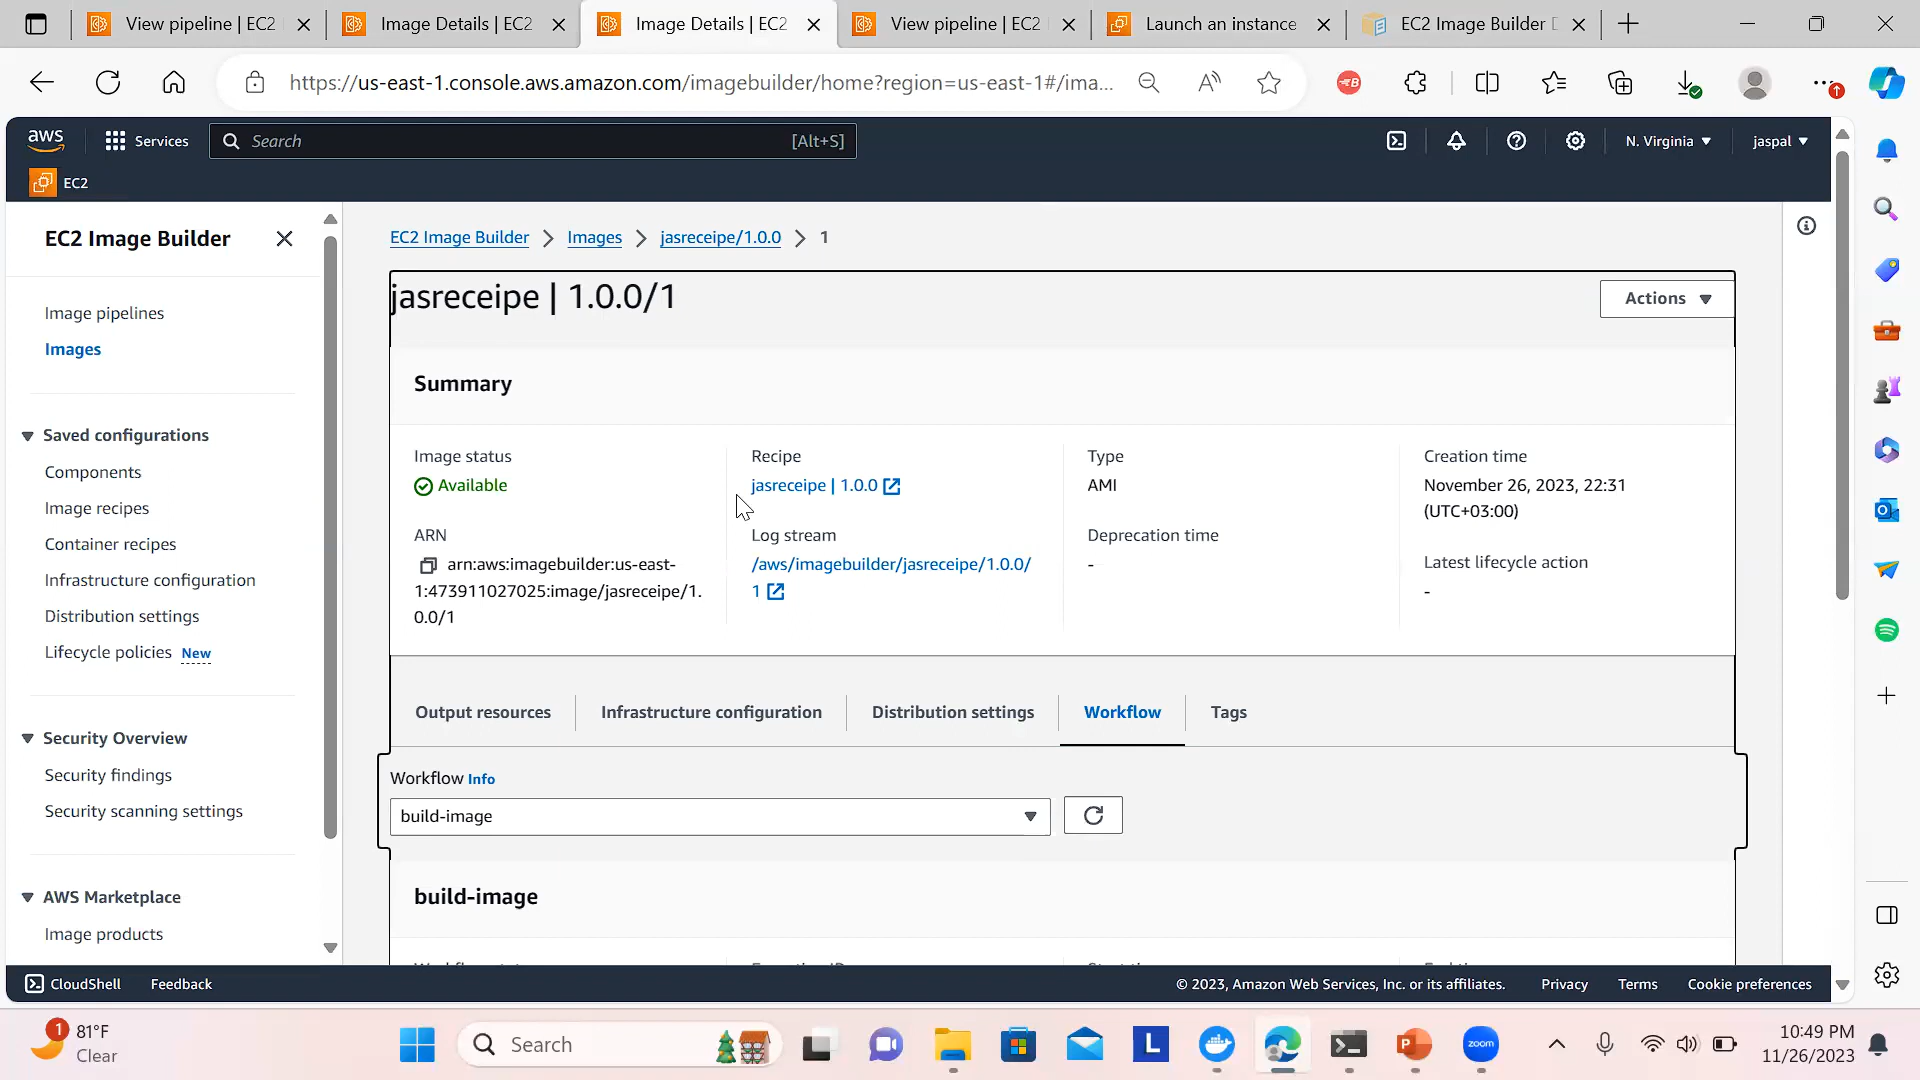 View pipeline | EC2
Image Details | EC2
Image Details | EC2
View pipeline | EC2
Launch an instance
EC2 Image Builder
https://us-east-1.console.aws.amazon.com/imagebuilder/home?region=us-east-1#/ima...
aws
Services
Search
[Alt+S]
N. Virginia
jaspal
EC2
EC2 Image Builder
Image pipelines
Images
Saved configurations
Components
Image recipes
Container recipes
Infrastructure configuration
Distribution settings
Lifecycle policies New
Security Overview
Security findings
Security scanning settings
AWS Marketplace
Image products
EC2 Image Builder
Images
jasreceipe/1.0.0
1
jasreceipe | 1.0.0/1
Actions
Summary
Image status
Available
ARN
arn:aws:imagebuilder:us-east-
1:473911027025:image/jasreceipe/1.
0.0/1
Recipe
jasreceipe | 1.0.0
Log stream
/aws/imagebuilder/jasreceipe/1.0.0/
1
Type
AMI
Deprecation time
-
Creation time
November 26, 2023, 22:31
(UTC+03:00)
Latest lifecycle action
-
Output resources
Infrastructure configuration
Distribution settings
Workflow
Tags
Workflow Info
build-image
build-image
CloudShell
Feedback
© 2023, Amazon Web Services, Inc. or its affiliates.
Privacy
Terms
Cookie preferences
1
81°F
Clear
Search
L
P
zoom
10:49 PM
11/26/2023